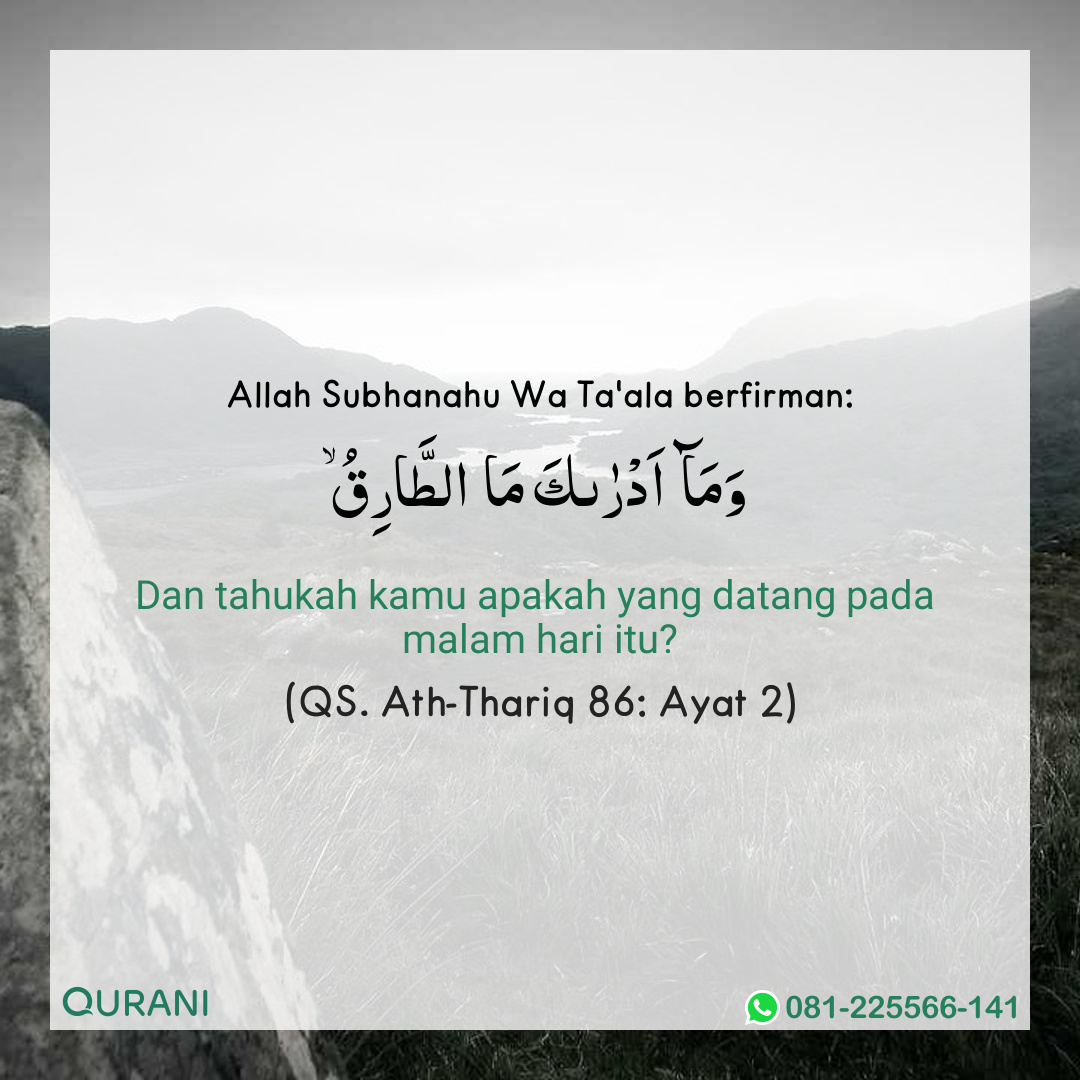 Allah Subhanahu Wa Ta'ala berfirman:
وَمَاۤ اَدْرٰٮكَ مَا الطَّارِقُ ۙ
Dan tahukah kamu apakah yang datang pada
malam hari itu?
(QS. Ath-Thariq 86: Ayat 2)
QURANI
081-225566-141